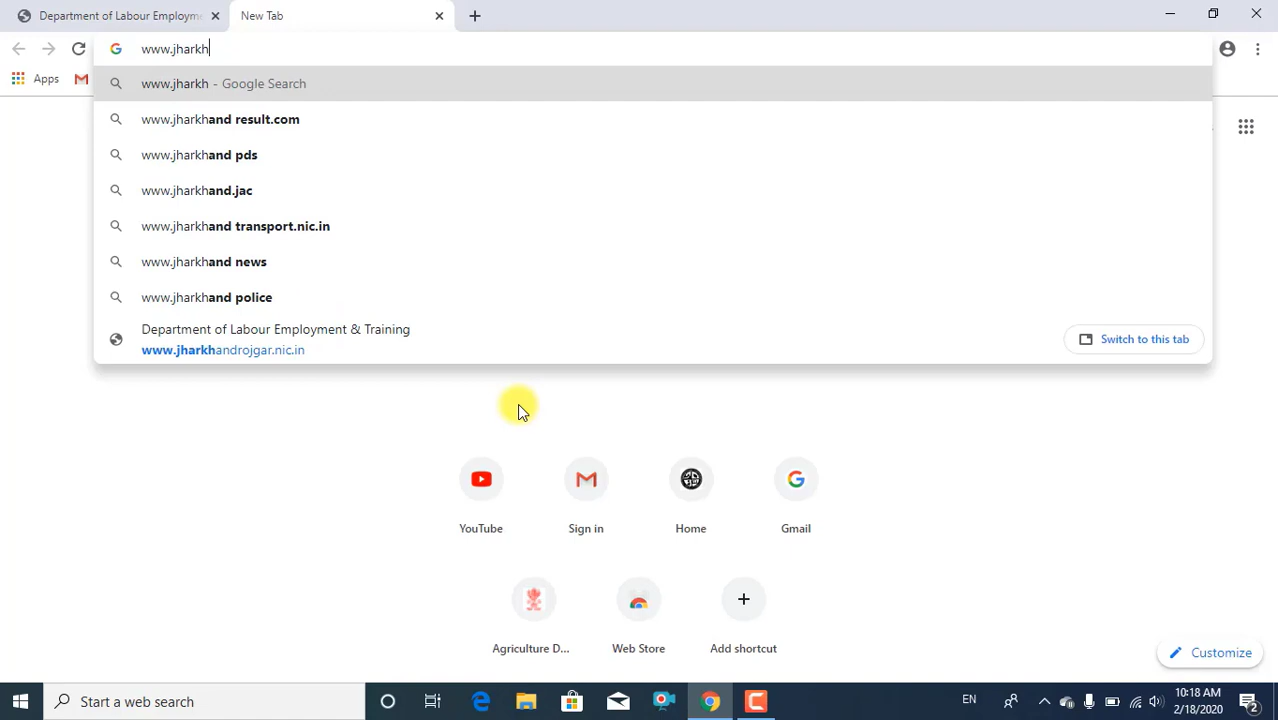 Department of Labour Employm
New Tab
www.jharkh
Apps
www.jharkh - Google Search
www.jharkhand result.com
www.jharkhand pds
www.jharkhand.jac
www.jharkhand transport.nic.in
www.jharkhand news
www.jharkhand police
Department of Labour Employment & Training
www.jharkhandrojgar.nic.in
Switch to this tab
YouTube
Sign in
Home
Gmail
Agriculture D...
Web Store
Add shortcut
Customize
Start a web search
EN
10:18 AM
2/18/2020
2